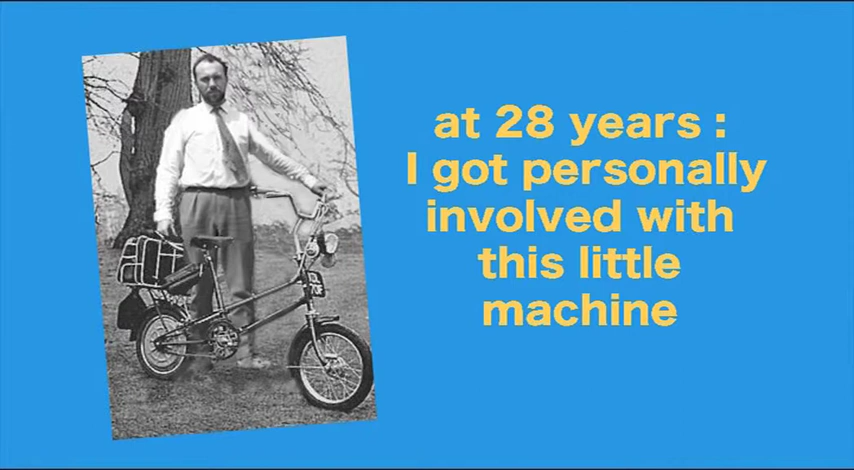 at 28 years :
I got personally
involved with
this little
machine